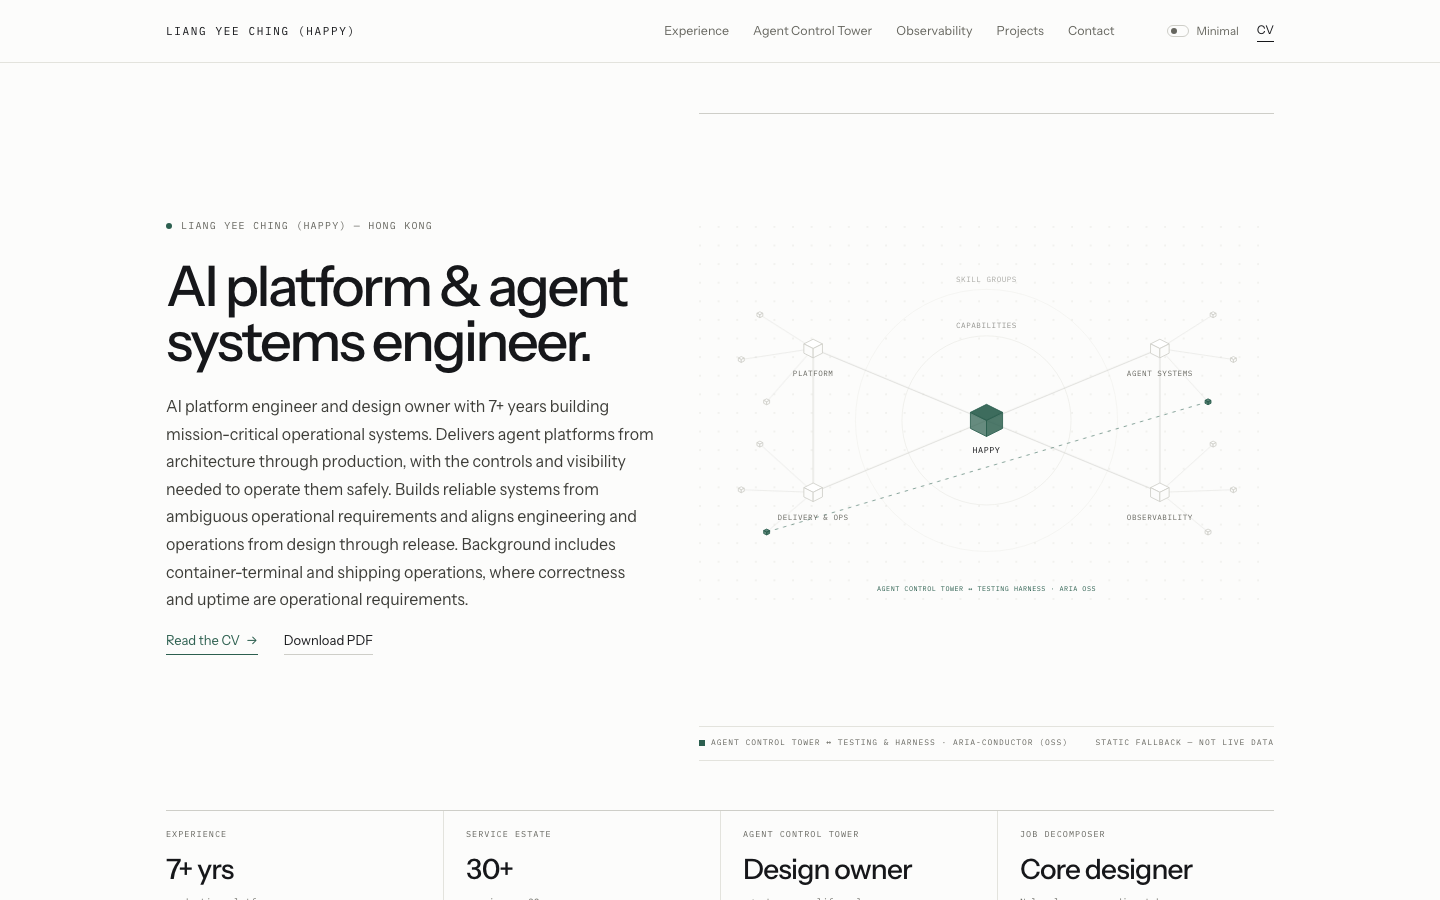 LIANG YEE CHING (HAPPY)
Experience
Agent Control Tower
Observability
Projects
Contact
Minimal
CV
LIANG YEE CHING (HAPPY) — HONG KONG
AI platform & agent
systems engineer.
AI platform engineer and design owner with 7+ years building
mission-critical operational systems. Delivers agent platforms from
architecture through production, with the controls and visibility
needed to operate them safely. Builds reliable systems from
ambiguous operational requirements and aligns engineering and
operations from design through release. Background includes
container-terminal and shipping operations, where correctness
and uptime are operational requirements.
Read the CV →
Download PDF
SKILL GROUPS
CAPABILITIES
PLATFORM
AGENT SYSTEMS
HAPPY
DELIVERY & OPS
OBSERVABILITY
AGENT CONTROL TOWER ↔ TESTING HARNESS · ARIA OSS
AGENT CONTROL TOWER ↔ TESTING & HARNESS · ARIA-CONDUCTOR (OSS)
STATIC FALLBACK — NOT LIVE DATA
EXPERIENCE
7+ yrs
SERVICE ESTATE
30+
AGENT CONTROL TOWER
Design owner
JOB DECOMPOSER
Core designer